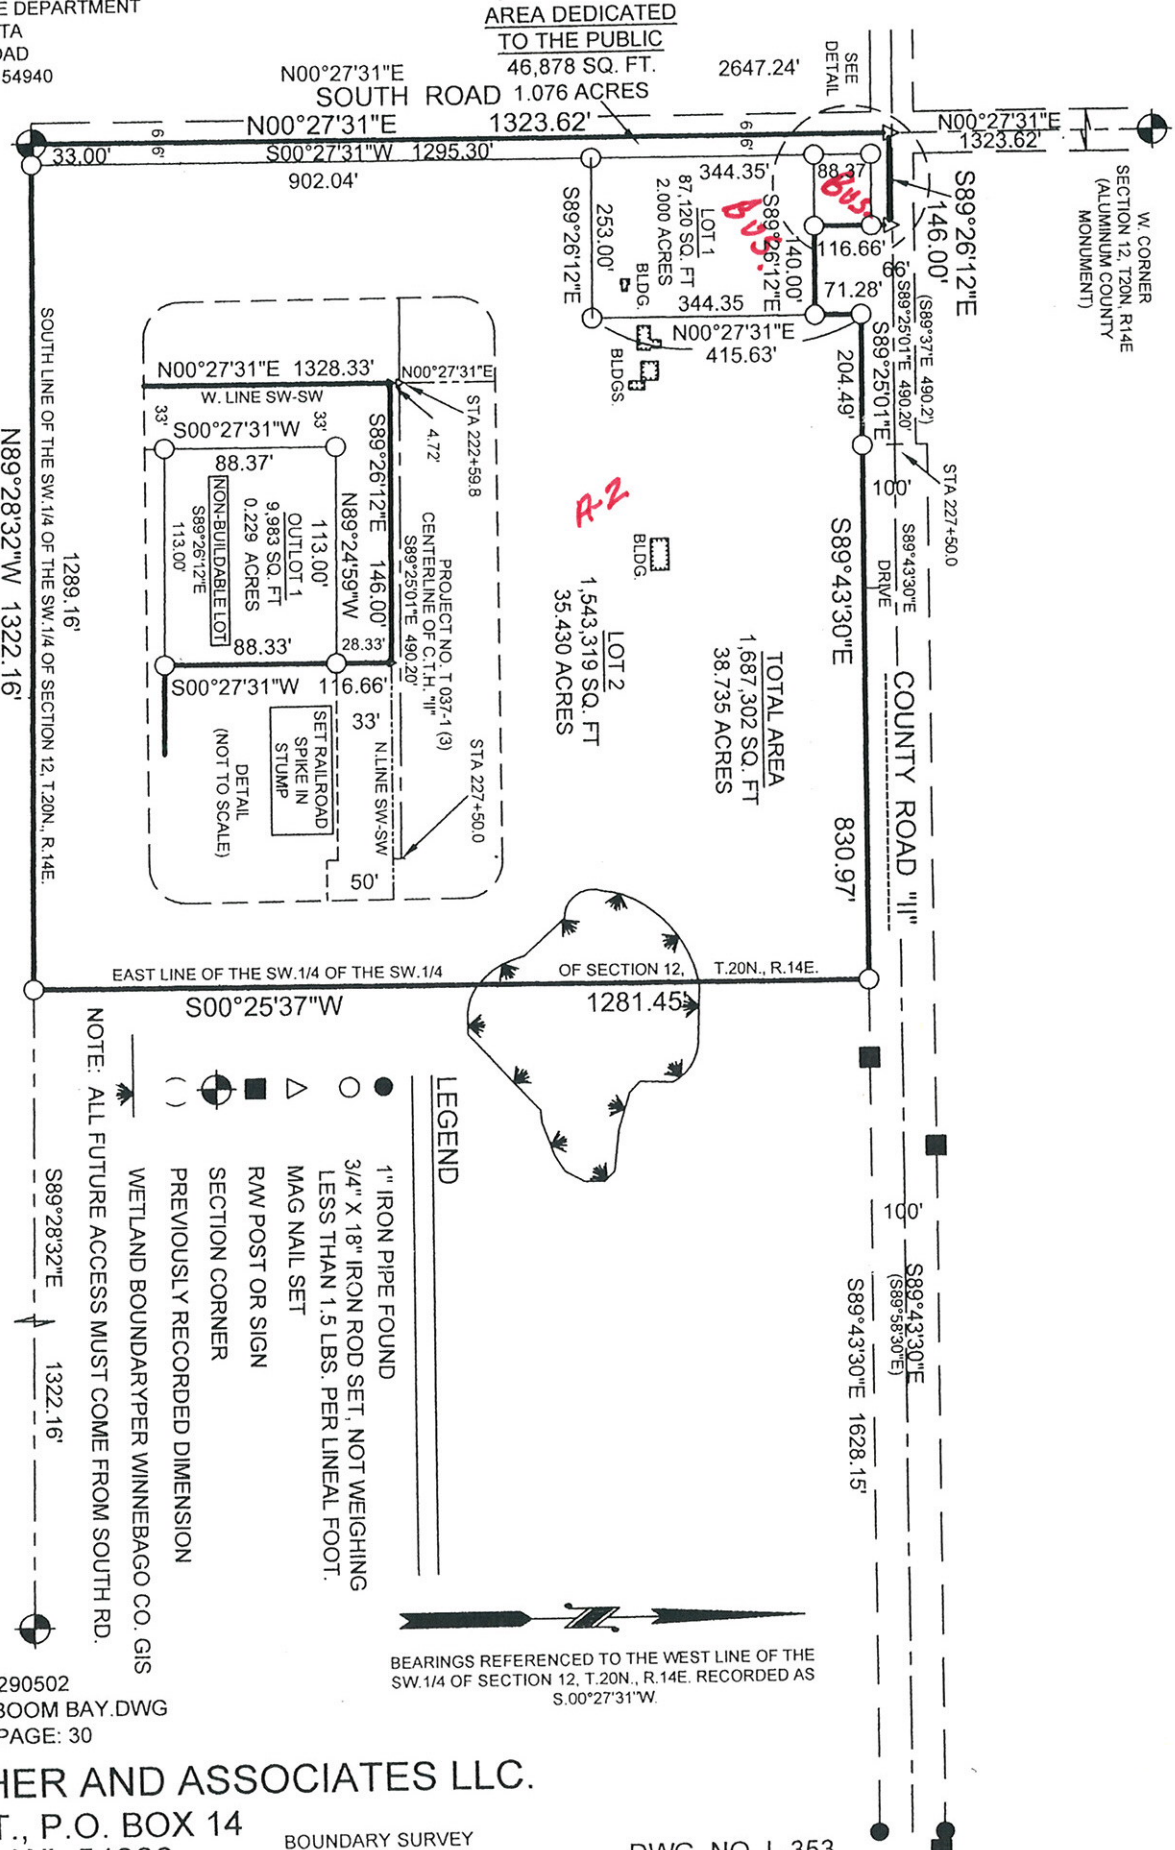 E DEPARTMENT
TA
OAD
54940
AREA DEDICATED
TO THE PUBLIC
46,878 SQ. FT.
1.076 ACRES
N00°27'31"E
2647.24'
SOUTH ROAD
SEE
DETAIL
N00°27'31"E
1323.62'
N00°27'31"E
1323.62'
W. CORNER
SECTION 12, T20N, R14E
(ALUMINUM COUNTY
MONUMENT)
66'
66'
33.00'
S00°27'31"W 1295.30'
902.04'
344.35'
88.37
BUS.
S89°26'12"E
146.00'
S89°26'12"E
253.00'
LOT 1
87,120 SQ. FT
2.000 ACRES
BUS.
S89°26'12"E
140.00'
116.66'
66'
71.28'
344.35
N00°27'31"E
415.63'
BLDG.
BLDGS.
(S89°37'E 490.2')
S89°25'01"E 490.20'
S89°25'01"E
204.49'
STA 227+50.0
100'
S89°43'30"E
DRIVE
S89°43'30"E
830.97'
COUNTY ROAD "II"
A-2
BLDG.
LOT 2
1,543,319 SQ. FT
35.430 ACRES
TOTAL AREA
1,687,302 SQ. FT
38.735 ACRES
N00°27'31"E 1328.33'
W. LINE SW-SW
N00°27'31"E
STA 222+59.8
4.72'
33'
S00°27'31"W
33'
88.37'
S89°26'12"E 146.00'
N89°24'59"W
113.00'
28.33'
OUTLOT 1
9,983 SQ. FT
0.229 ACRES
NON-BUILDABLE LOT
S89°26'12"E
113.00'
88.33'
S00°27'31"W 116.66'
PROJECT NO. T 037-1 (3)
CENTERLINE OF C.T.H. "II"
S89°25'01"E 490.20'
33'
N.LINE SW-SW
STA 227+50.0
50'
SET RAILROAD
SPIKE IN
STUMP
DETAIL
(NOT TO SCALE)
SOUTH LINE OF THE SW.1/4 OF THE SW.1/4 OF SECTION 12, T.20N., R.14E.
1289.16'
N89°28'32"W 1322.16'
EAST LINE OF THE SW.1/4 OF THE SW.1/4
OF SECTION 12,
T.20N., R.14E.
S00°25'37"W
1281.45'
LEGEND
1" IRON PIPE FOUND
3/4" X 18" IRON ROD SET, NOT WEIGHING
LESS THAN 1.5 LBS. PER LINEAL FOOT.
MAG NAIL SET
R/W POST OR SIGN
SECTION CORNER
( ) PREVIOUSLY RECORDED DIMENSION
WETLAND BOUNDARYPER WINNEBAGO CO. GIS
NOTE: ALL FUTURE ACCESS MUST COME FROM SOUTH RD.
S89°28'32"E
1322.16'
100'
S89°43'30"E
(S89°58'30"E)
S89°43'30"E 1628.15'
BEARINGS REFERENCED TO THE WEST LINE OF THE
SW.1/4 OF SECTION 12, T.20N., R.14E. RECORDED AS
S.00°27'31"W.
290502
BOOM BAY.DWG
PAGE: 30
HER AND ASSOCIATES LLC.
T., P.O. BOX 14
BOUNDARY SURVEY
DWG. NO. L-353